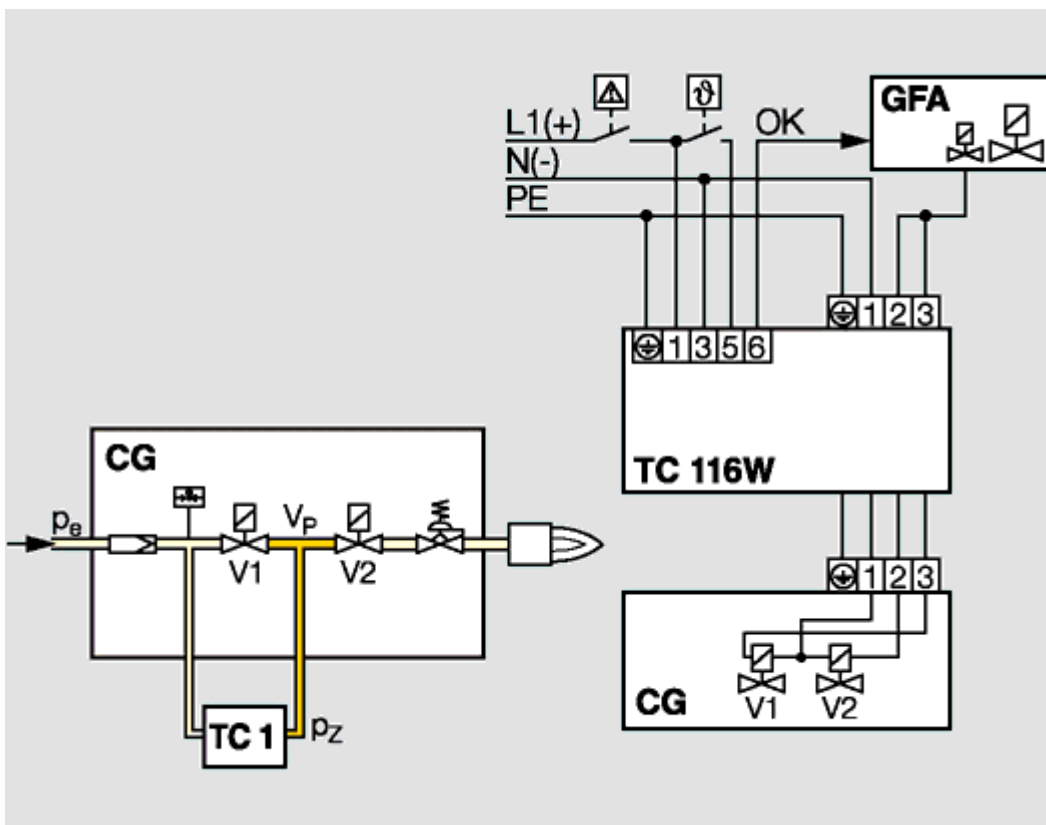 GFA
L1(+)
OK
N(-)
PE
1 2 3
1 3 5 6
TC 116W
CG
pe
V1
VP
V2
TC 1
pZ
1 2 3
V1
V2
CG